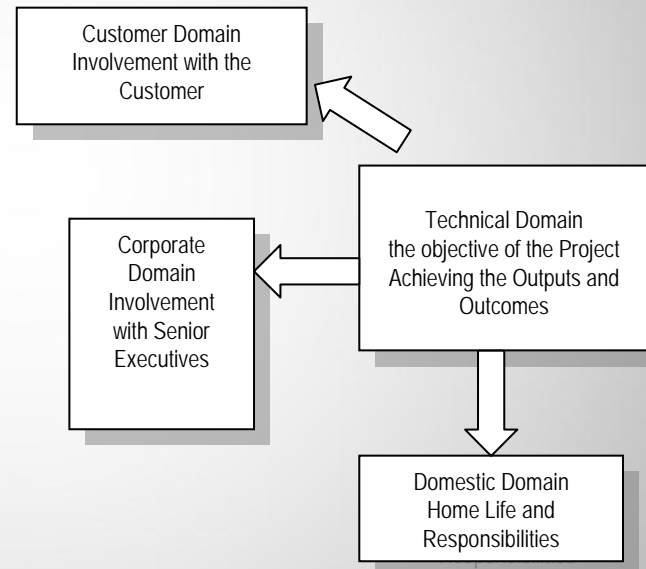 Customer Domain
Involvement with the
Customer
Technical Domain
the objective of the Project
Achieving the Outputs and
Outcomes
Corporate
Domain
Involvement
with Senior
Executives
Domestic Domain
Home Life and
Responsibilities